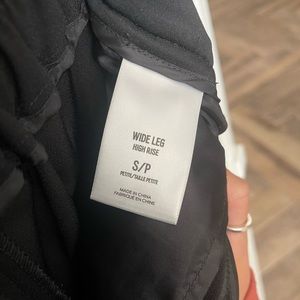 WIDE LEG
HIGH RISE
S/P
PETITE/TAILLE PETITE
MADE IN CHINA
FABRIQUÉ EN CHINE